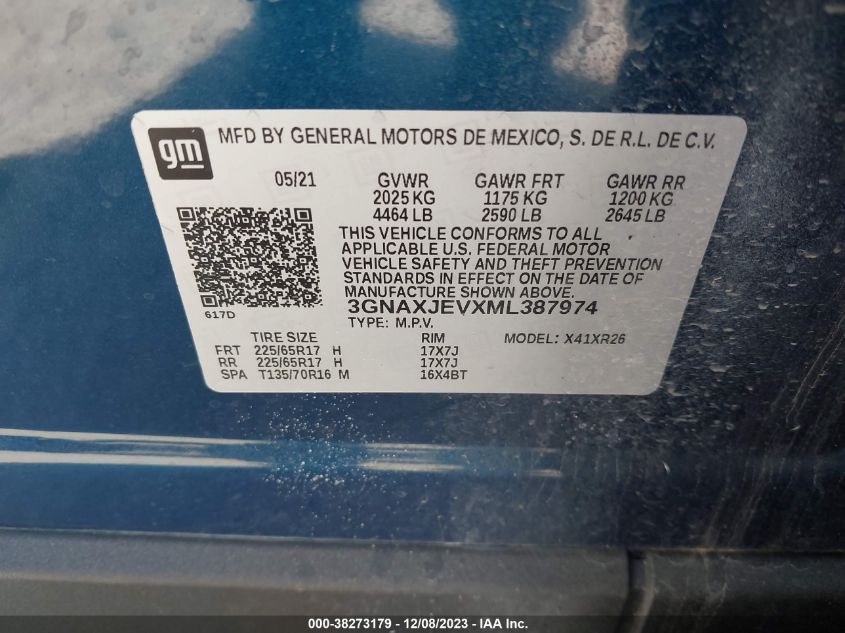 gm
MFD BY GENERAL MOTORS DE MEXICO, S. DE R.L. DE C.V.
05/21 GVWR GAWR FRT GAWR RR
2025 KG 1175 KG 1200 KG
4464 LB 2590 LB 2645 LB
THIS VEHICLE CONFORMS TO ALL
APPLICABLE U.S. FEDERAL MOTOR
VEHICLE SAFETY AND THEFT PREVENTION
STANDARDS IN EFFECT ON THE DATE OF
MANUFACTURE SHOWN ABOVE.
617D 3GNAXJEVXML387974
TYPE: M.P.V.
TIRE SIZE RIM MODEL: X41XR26
FRT 225/65R17 H 17X7J
RR 225/65R17 H 17X7J
SPA T135/70R16 M 16X4BT
000-38273179 - 12/08/2023 - IAA Inc.